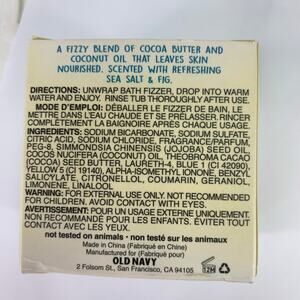 A FIZZY BLEND OF COCOA BUTTER AND
COCONUT OIL THAT LEAVES SKIN
NOURISHED. SCENTED WITH REFRESHING
SEA SALT & FIG.
DIRECTIONS: UNWRAP BATH FIZZER, DROP INTO WARM
WATER AND ENJOY. RINSE TUB THOROUGHLY AFTER USE.
MODE D'EMPLOI: DÉBALLER LE FIZZER DE BAIN, LE
METTRE DANS L'EAU CHAUDE ET SE PRÉLASSER. RINCER
COMPLÈTEMENT LA BAIGNOIRE APRÈS CHAQUE USAGE.
INGREDIENTS: SODIUM BICARBONATE, SODIUM SULFATE,
CITRIC ACID, SODIUM CHLORIDE, FRAGRANCE/PARFUM,
PEG-8, SIMMONDSIA CHINENSIS (JOJOBA) SEED OIL,
COCOS NUCIFERA (COCONUT) OIL, THEOBROMA CACAO
(COCOA) SEED BUTTER, LAURETH-4, BLUE 1 (CI 42090),
YELLOW 5 (CI 19140), ALPHA-ISOMETHYL IONONE, BENZYL
SALICYLATE, CITRONELLOL, COUMARIN, GERANIOL,
LIMONENE, LINALOOL
WARNING: FOR EXTERNAL USE ONLY. NOT RECOMMENDED
FOR CHILDREN. AVOID CONTACT WITH EYES.
AVERTISSEMENT: POUR UN USAGE EXTERNE UNIQUEMENT.
NON RECOMMANDÉ POUR LES ENFANTS. ÉVITER TOUT
CONTACT AVEC LES YEUX.
not tested on animals - non testé sur les animaux
Made in China (Fabriqué en Chine)
Manufactured for (Fabriqué pour)
OLD NAVY
2 Folsom St., San Francisco, CA 94105
12M